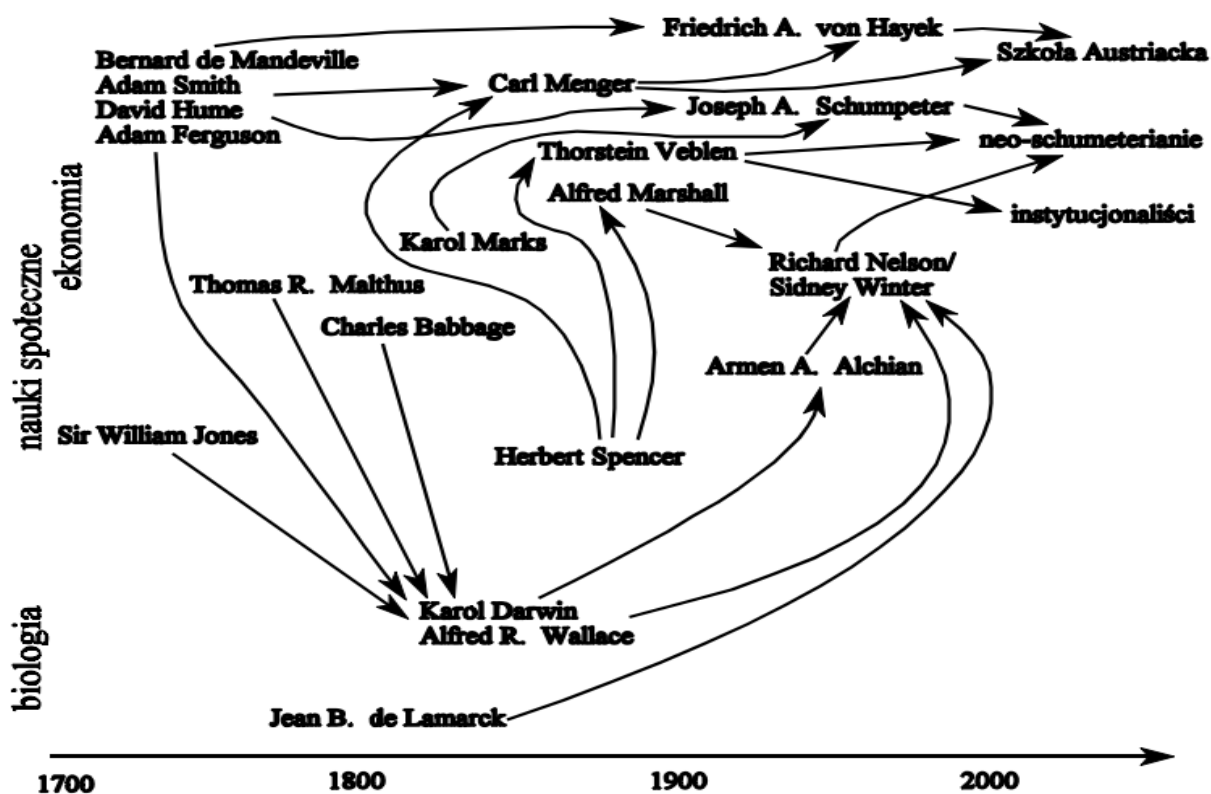 Friedrich A. von Hayek
Szkoła Austriacka
Bernard de Mandeville
Adam Smith
David Hume
Adam Ferguson
Carl Menger
Joseph A. Schumpeter
neo-schumeterianie
Thorstein Veblen
Alfred Marshall
instytucjonaliści
Karol Marks
Richard Nelson/
Sidney Winter
Thomas R. Malthus
Charles Babbage
Armen A. Alchian
Sir William Jones
Herbert Spencer
Karol Darwin
Alfred R. Wallace
Jean B. de Lamarck
ekonomia
nauki społeczne
biologia
1700 1800 1900 2000